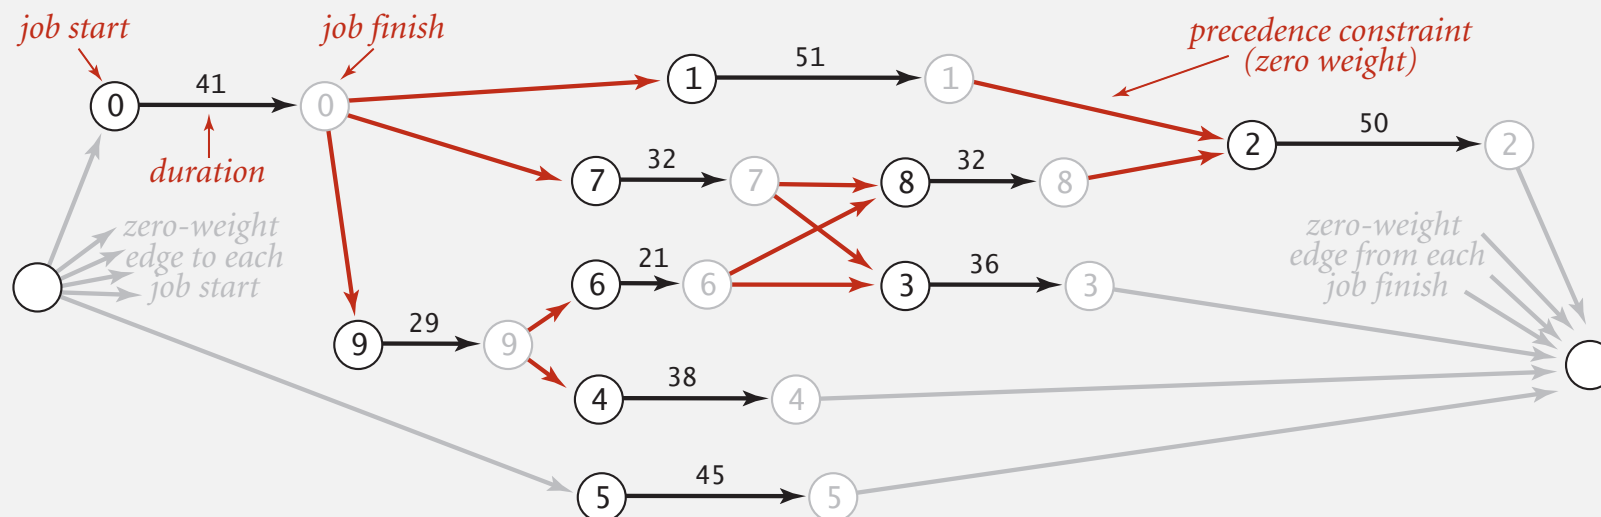 job start
job finish
precedence constraint
(zero weight)
41
51
0
0
1
1
50
duration
2
2
32
32
7
7
8
8
zero-weight
edge to each
job start
zero-weight
edge from each
job finish
21
36
6
6
3
3
29
9
9
38
4
4
45
5
5